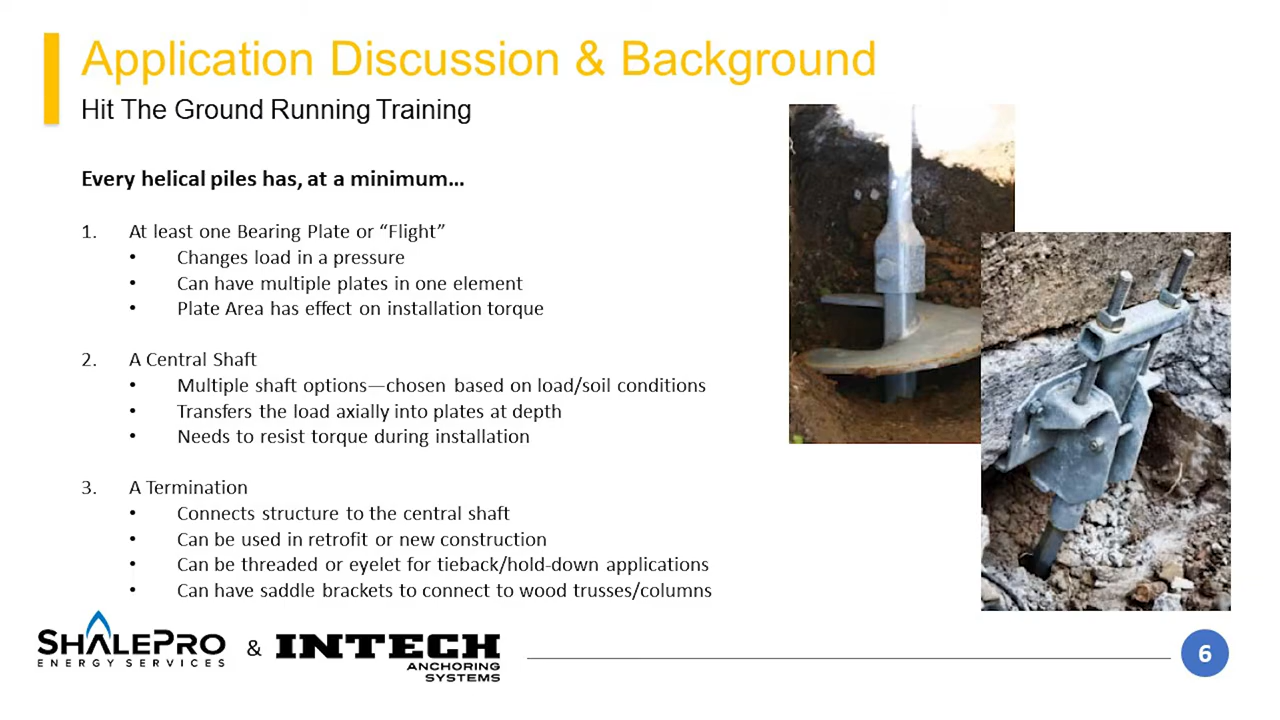 Application Discussion & Background
Hit The Ground Running Training
Every helical piles has, at a minimum…
1. At least one Bearing Plate or “Flight”
• Changes load in a pressure
• Can have multiple plates in one element
• Plate Area has effect on installation torque
2. A Central Shaft
• Multiple shaft options—chosen based on load/soil conditions
• Transfers the load axially into plates at depth
• Needs to resist torque during installation
3. A Termination
• Connects structure to the central shaft
• Can be used in retrofit or new construction
• Can be threaded or eyelet for tieback/hold-down applications
• Can have saddle brackets to connect to wood trusses/columns
SHALEPRO
ENERGY SERVICES
&
INTECH
ANCHORING
SYSTEMS
6